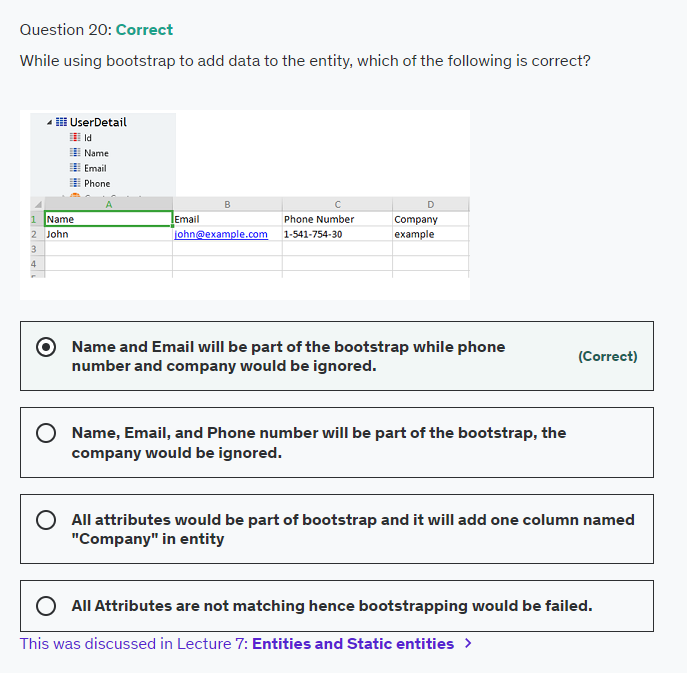 Question 20: Correct
While using bootstrap to add data to the entity, which of the following is correct?
UserDetail
Id
Name
Email
Phone
A B C D
1 Name Email Phone Number Company
2 John john@example.com 1-541-754-30 example
3
4
Name and Email will be part of the bootstrap while phone
number and company would be ignored.
(Correct)
Name, Email, and Phone number will be part of the bootstrap, the
company would be ignored.
All attributes would be part of bootstrap and it will add one column named
"Company" in entity
All Attributes are not matching hence bootstrapping would be failed.
This was discussed in Lecture 7: Entities and Static entities >